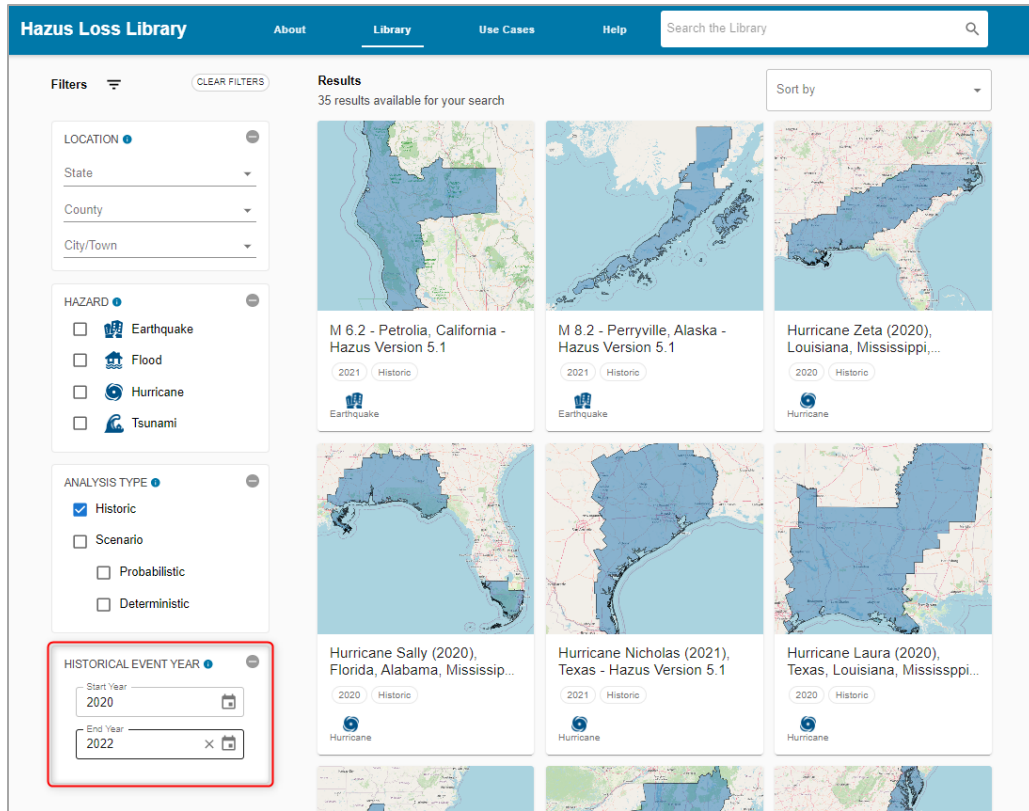 Hazus Loss Library
About
Library
Use Cases
Help
Search the Library
Filters
CLEAR FILTERS
LOCATION
State
County
City/Town
HAZARD
Earthquake
Flood
Hurricane
Tsunami
ANALYSIS TYPE
Historic
Scenario
Probabilistic
Deterministic
HISTORICAL EVENT YEAR
Start Year
2020
End Year
2022
Results
35 results available for your search
Sort by
M 6.2 - Petrolia, California -
Hazus Version 5.1
2021
Historic
Earthquake
M 8.2 - Perryville, Alaska -
Hazus Version 5.1
2021
Historic
Earthquake
Hurricane Zeta (2020),
Louisiana, Mississippi,...
2020
Historic
Hurricane
Hurricane Sally (2020),
Florida, Alabama, Mississip...
2020
Historic
Hurricane
Hurricane Nicholas (2021),
Texas - Hazus Version 5.1
2021
Historic
Hurricane
Hurricane Laura (2020),
Texas, Louisiana, Mississppi...
2020
Historic
Hurricane